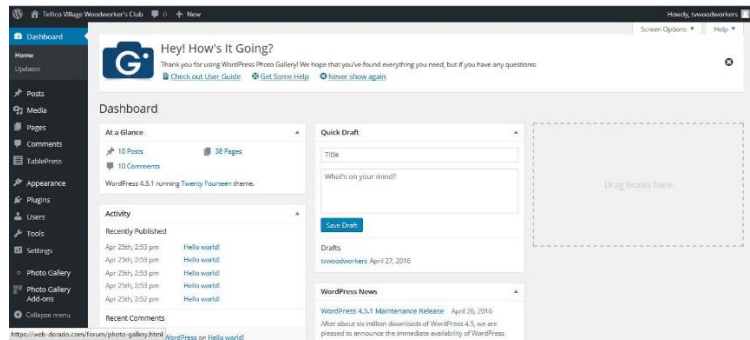 Tellico Village Woodworker's Club 0 + New
Howdy, tvwoodworkers
Screen Options ▼ Help ▼
Dashboard
Home
Updates
Posts
Media
Pages
Comments
TablePress
Appearance
Plugins
Users
Tools
Settings
Photo Gallery
Photo Gallery
Add-ons
Collapse menu
G
Hey! How's It Going?
Thank you for using WordPress Photo Gallery! We hope that you've found everything you need, but if you have any questions:
Check out User Guide Get Some Help Never show again
Dashboard
At a Glance
10 Posts 38 Pages
10 Comments
WordPress 4.5.1 running Twenty Fourteen theme.
Activity
Recently Published
Apr 25th, 2:53 pm Hello world!
Apr 25th, 2:53 pm Hello world!
Apr 25th, 2:53 pm Hello world!
Apr 25th, 2:53 pm Hello world!
Apr 25th, 2:52 pm Hello world!
Recent Comments
WordPress on Hello world!
Quick Draft
Title
What's on your mind?
Save Draft
Drafts
tvwoodworkers April 27, 2016
WordPress News
WordPress 4.5.1 Maintenance Release April 26, 2016
After about six million downloads of WordPress 4.5, we are
pleased to announce the immediate availability of WordPress
Drag boxes here
https://web-dorado.com/forum/photo-gallery.html